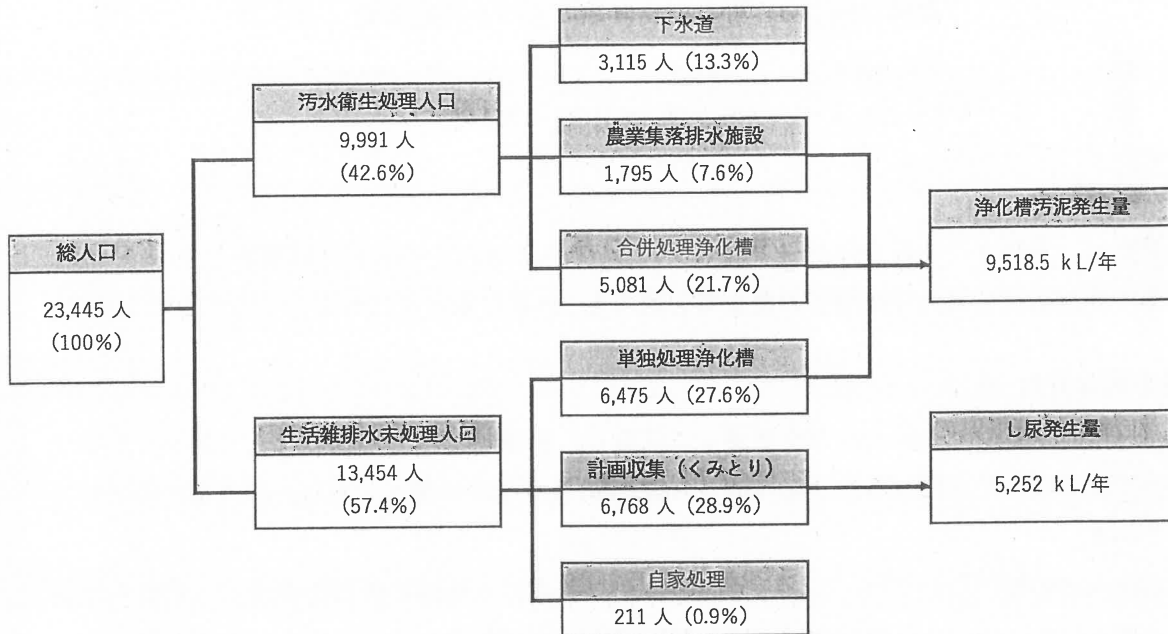 総人口
23,445 人
(100%)
汚水衛生処理人口
9,991 人
(42.6%)
生活雑排水未処理人口
13,454 人
(57.4%)
下水道
3,115 人 (13.3%)
農業集落排水施設
1,795 人 (7.6%)
合併処理浄化槽
5,081 人 (21.7%)
単独処理浄化槽
6,475 人 (27.6%)
計画収集（くみとり）
6,768 人 (28.9%)
自家処理
211 人 (0.9%)
浄化槽汚泥発生量
9,518.5 kL/年
し尿発生量
5,252 kL/年